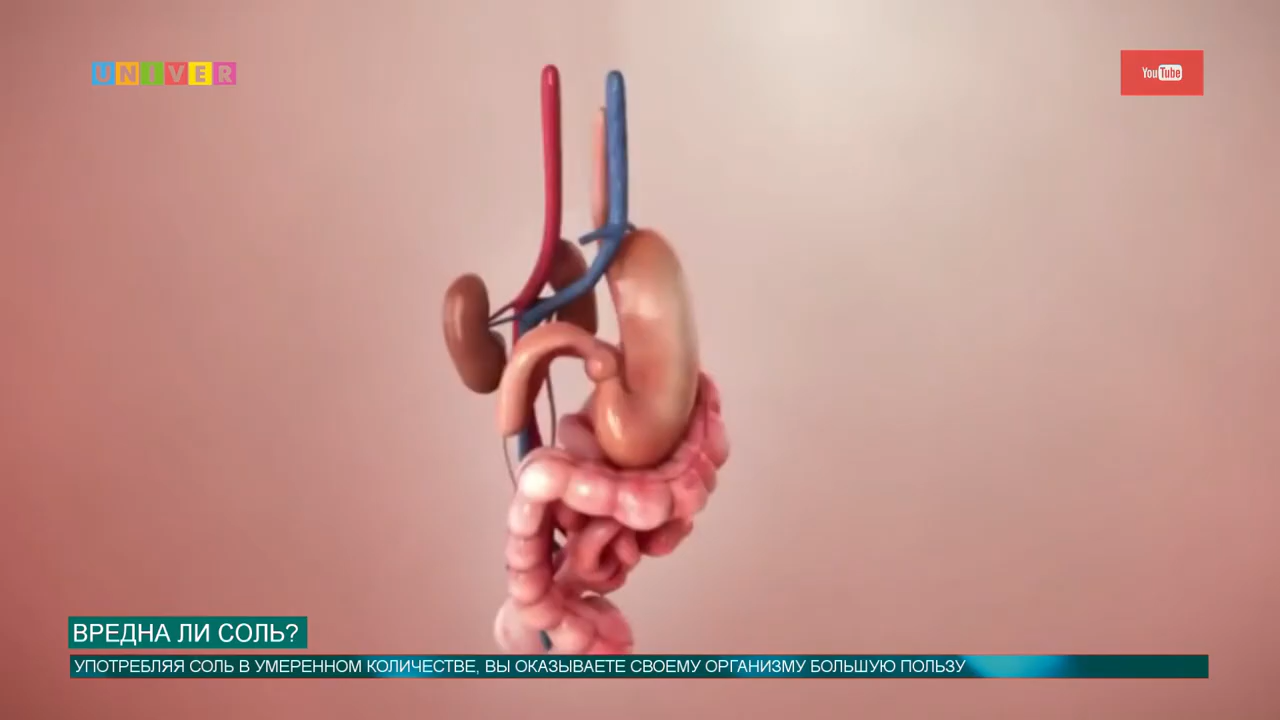 UNIVER
YouTube
ВРЕДНА ЛИ СОЛЬ?
УПОТРЕБЛЯЯ СОЛЬ В УМЕРЕННОМ КОЛИЧЕСТВЕ, ВЫ ОКАЗЫВАЕТЕ СВОЕМУ ОРГАНИЗМУ БОЛЬШУЮ ПОЛЬЗУ